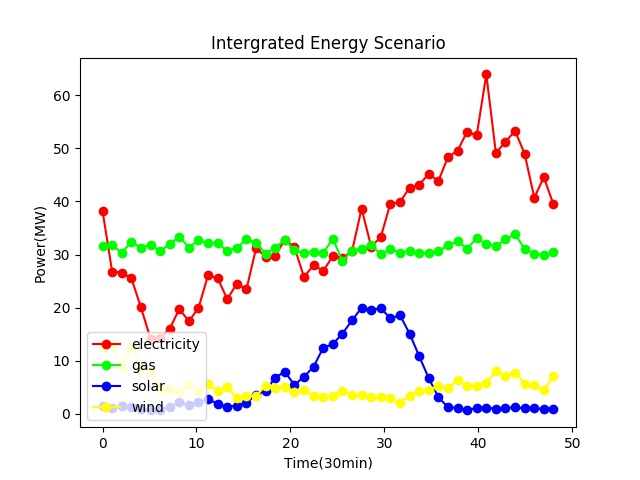 Intergrated Energy Scenario
Power(MW)
60
50
40
30
20
10
0
electricity
gas
solar
wind
0 10 20 30 40 50
Time(30min)